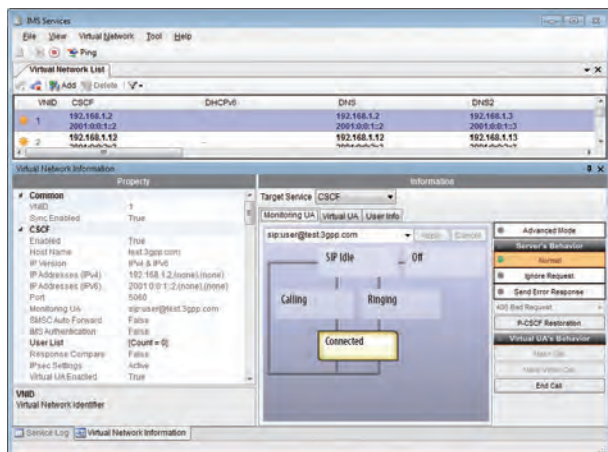 IMS Services
File View Virtual Network Tool Help
Ping
Virtual Network List
Add Delete
VNID CSCF DHCPv6 DNS DNS2
1 192.168.1.2 192.168.1.2 192.168.1.3
2001:0:0:1::2 2001:0:0:1::2 2001:0:0:1::3
2 192.168.1.12 192.168.1.12 192.168.1.13
Virtual Network Information
Property
Common
VNID 1
Sync Enabled True
CSCF
Enabled True
Host Name test.3gpp.com
IP Version IPv4 & IPv6
IP Addresses (IPv4) 192.168.1.2,(none),(none)
IP Addresses (IPv6) 2001:0:0:1::2,(none),(none)
Port 5060
Monitoring UA sip:user@test.3gpp.com
SMSC Auto Forward False
IMS Authentication False
User List [Count = 0]
Response Compare False
IPsec Settings Active
Virtual UA Enabled True
VNID
Virtual Network Identifier
Information
Target Service CSCF
Monitoring UA Virtual UA User Info
sip:user@test.3gpp.com Apply Cancel
SIP Idle Off
Calling Ringing
Connected
Advanced Mode
Server's Behavior
Normal
Ignore Request
Send Error Response
400 Bad Request
P-CSCF Restoration
Virtual UA's Behavior
Make Call
Make Video Call
End Call
Service Log Virtual Network Information